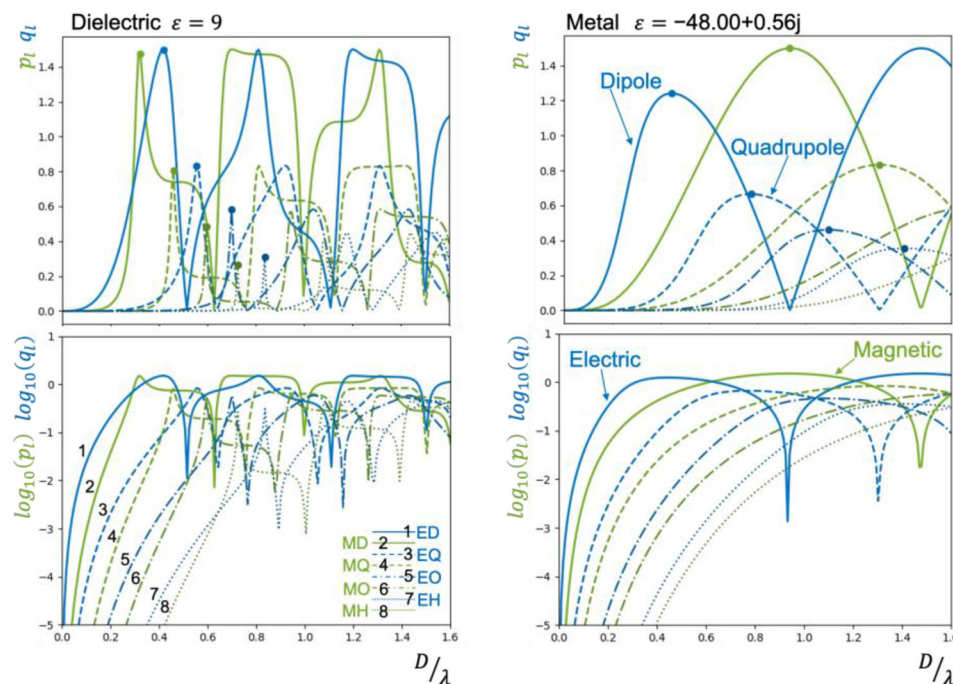 Dielectric ε = 9
Metal ε = −48.00+0.56j
p_l q_l
1.4
1.2
1.0
0.8
0.6
0.4
0.2
0.0
p_l q_l
1.4
1.2
1.0
0.8
0.6
0.4
0.2
0.0
Dipole
Quadrupole
log₁₀(p_l) log₁₀(q_l)
1
0
−1
−2
−3
−4
−5
1
2
3
4
5
6
7
8
1 ED
MD 2
3 EQ
MQ 4
5 EO
MO 6
7 EH
MH 8
0.0 0.2 0.4 0.6 0.8 1.0 1.2 1.4 1.6
D/λ
log₁₀(p_l) log₁₀(q_l)
1
0
−1
−2
−3
−4
−5
Electric
Magnetic
0.0 0.2 0.4 0.6 0.8 1.0 1.2 1.4 1.6
D/λ